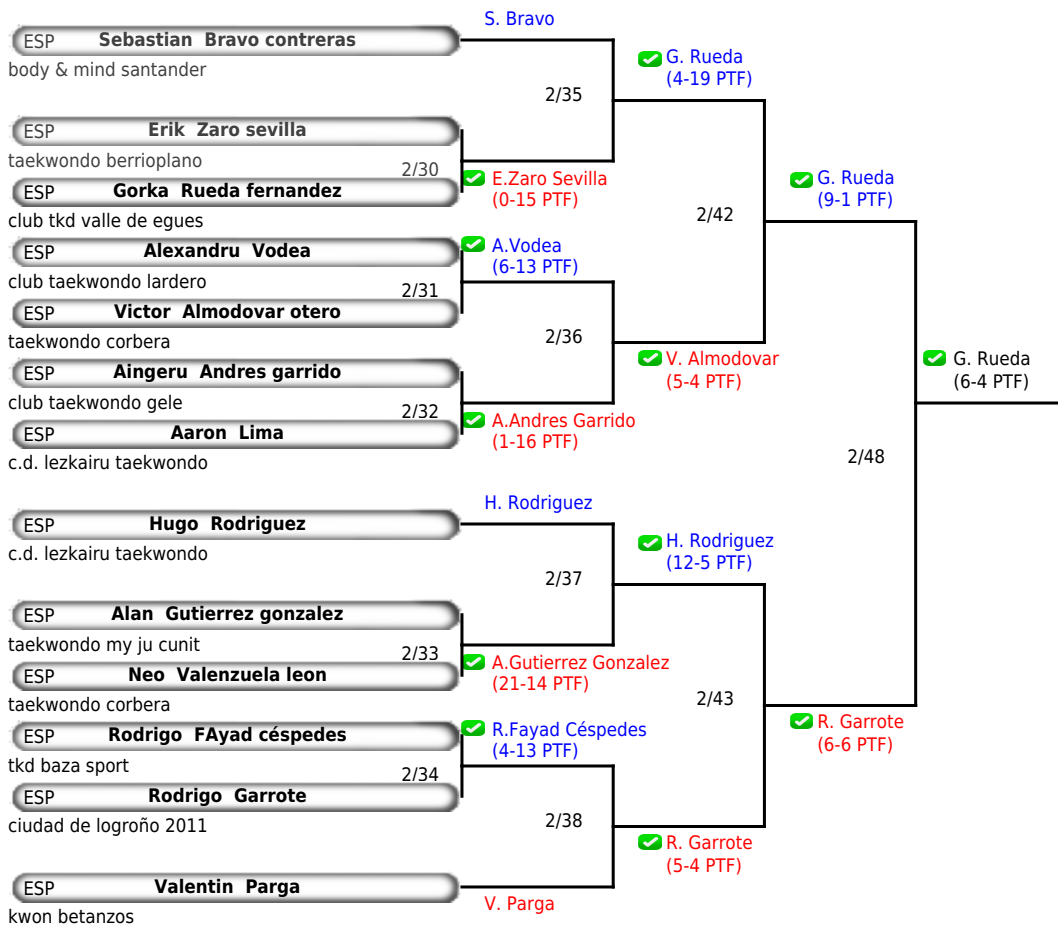 S. Bravo
ESP Sebastian Bravo contreras
body & mind santander
G. Rueda
(4-19 PTF)
2/35
ESP Erik Zaro sevilla
taekwondo berrioplano
2/30
E.Zaro Sevilla
(0-15 PTF)
ESP Gorka Rueda fernandez
club tkd valle de egues
G. Rueda
(9-1 PTF)
2/42
ESP Alexandru Vodea
A.Vodea
(6-13 PTF)
club taekwondo lardero
2/31
ESP Victor Almodovar otero
taekwondo corbera
2/36
V. Almodovar
(5-4 PTF)
ESP Aingeru Andres garrido
club taekwondo gele
2/32
A.Andres Garrido
(1-16 PTF)
ESP Aaron Lima
c.d. lezkairu taekwondo
G. Rueda
(6-4 PTF)
2/48
H. Rodriguez
ESP Hugo Rodriguez
c.d. lezkairu taekwondo
H. Rodriguez
(12-5 PTF)
2/37
ESP Alan Gutierrez gonzalez
taekwondo my ju cunit
2/33
A.Gutierrez Gonzalez
(21-14 PTF)
ESP Neo Valenzuela leon
taekwondo corbera
2/43
R. Garrote
(6-6 PTF)
ESP Rodrigo FAyad céspedes
R.Fayad Céspedes
(4-13 PTF)
tkd baza sport
2/34
ESP Rodrigo Garrote
ciudad de logroño 2011
2/38
R. Garrote
(5-4 PTF)
ESP Valentin Parga
V. Parga
kwon betanzos